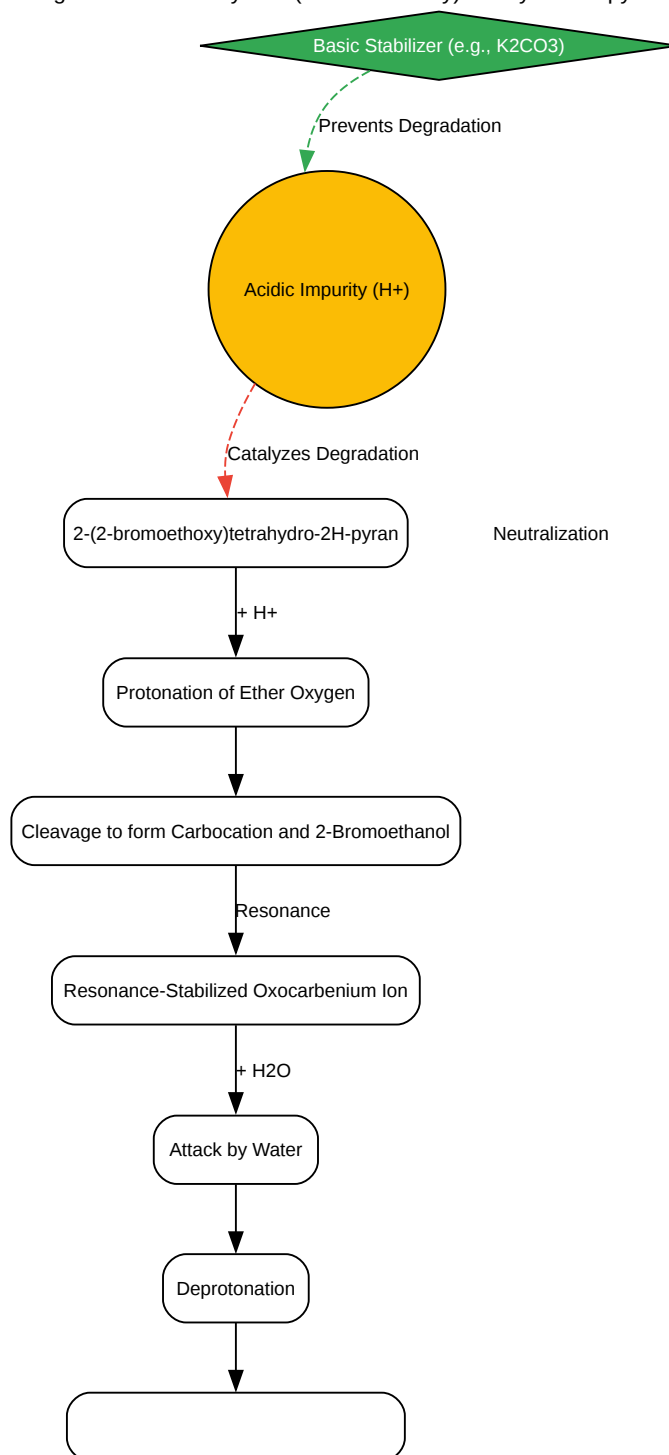 Basic Stabilizer (e.g., K2CO3)
Prevents Degradation
Acidic Impurity (H+)
Catalyzes Degradation
2-(2-bromoethoxy)tetrahydro-2H-pyran
Neutralization
+ H+
Protonation of Ether Oxygen
Cleavage to form Carbocation and 2-Bromoethanol
Resonance
Resonance-Stabilized Oxocarbenium Ion
+ H2O
Attack by Water
Deprotonation